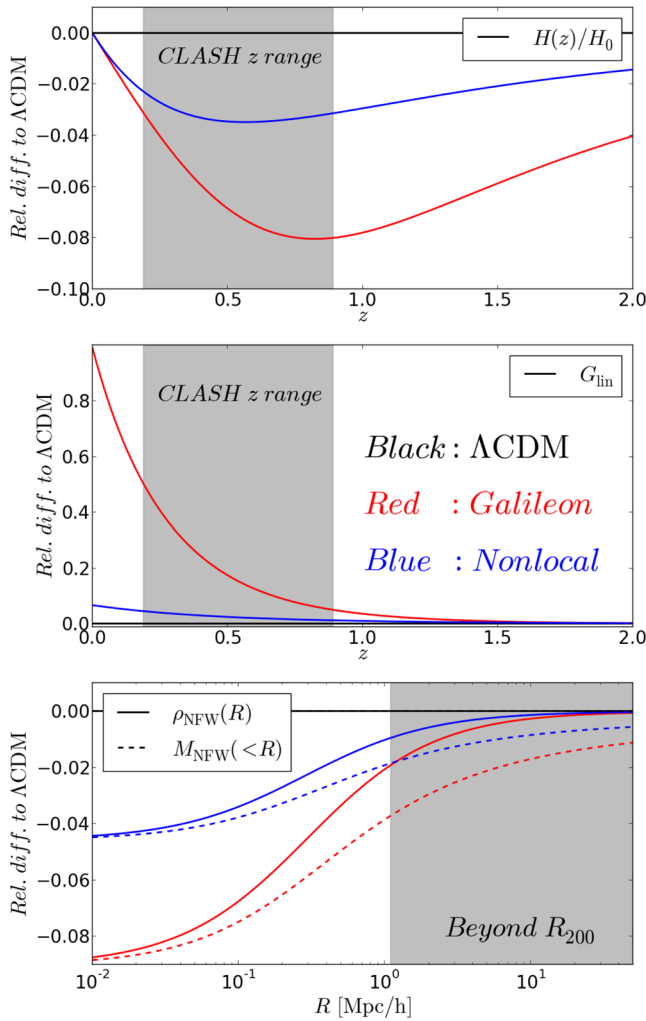 0.00
−0.02
−0.04
−0.06
−0.08
−0.10
Rel. diff. to ΛCDM
CLASH z range
H(z)/H₀
0.0 0.5 1.0 1.5 2.0
z
0.8
0.6
0.4
0.2
0.0
Rel. diff. to ΛCDM
CLASH z range
G_lin
Black : ΛCDM
Red : Galileon
Blue : Nonlocal
0.0 0.5 1.0 1.5 2.0
z
0.00
−0.02
−0.04
−0.06
−0.08
Rel. diff. to ΛCDM
ρ_NFW(R)
M_NFW(<R)
Beyond R₂₀₀
10⁻² 10⁻¹ 10⁰ 10¹
R [Mpc/h]